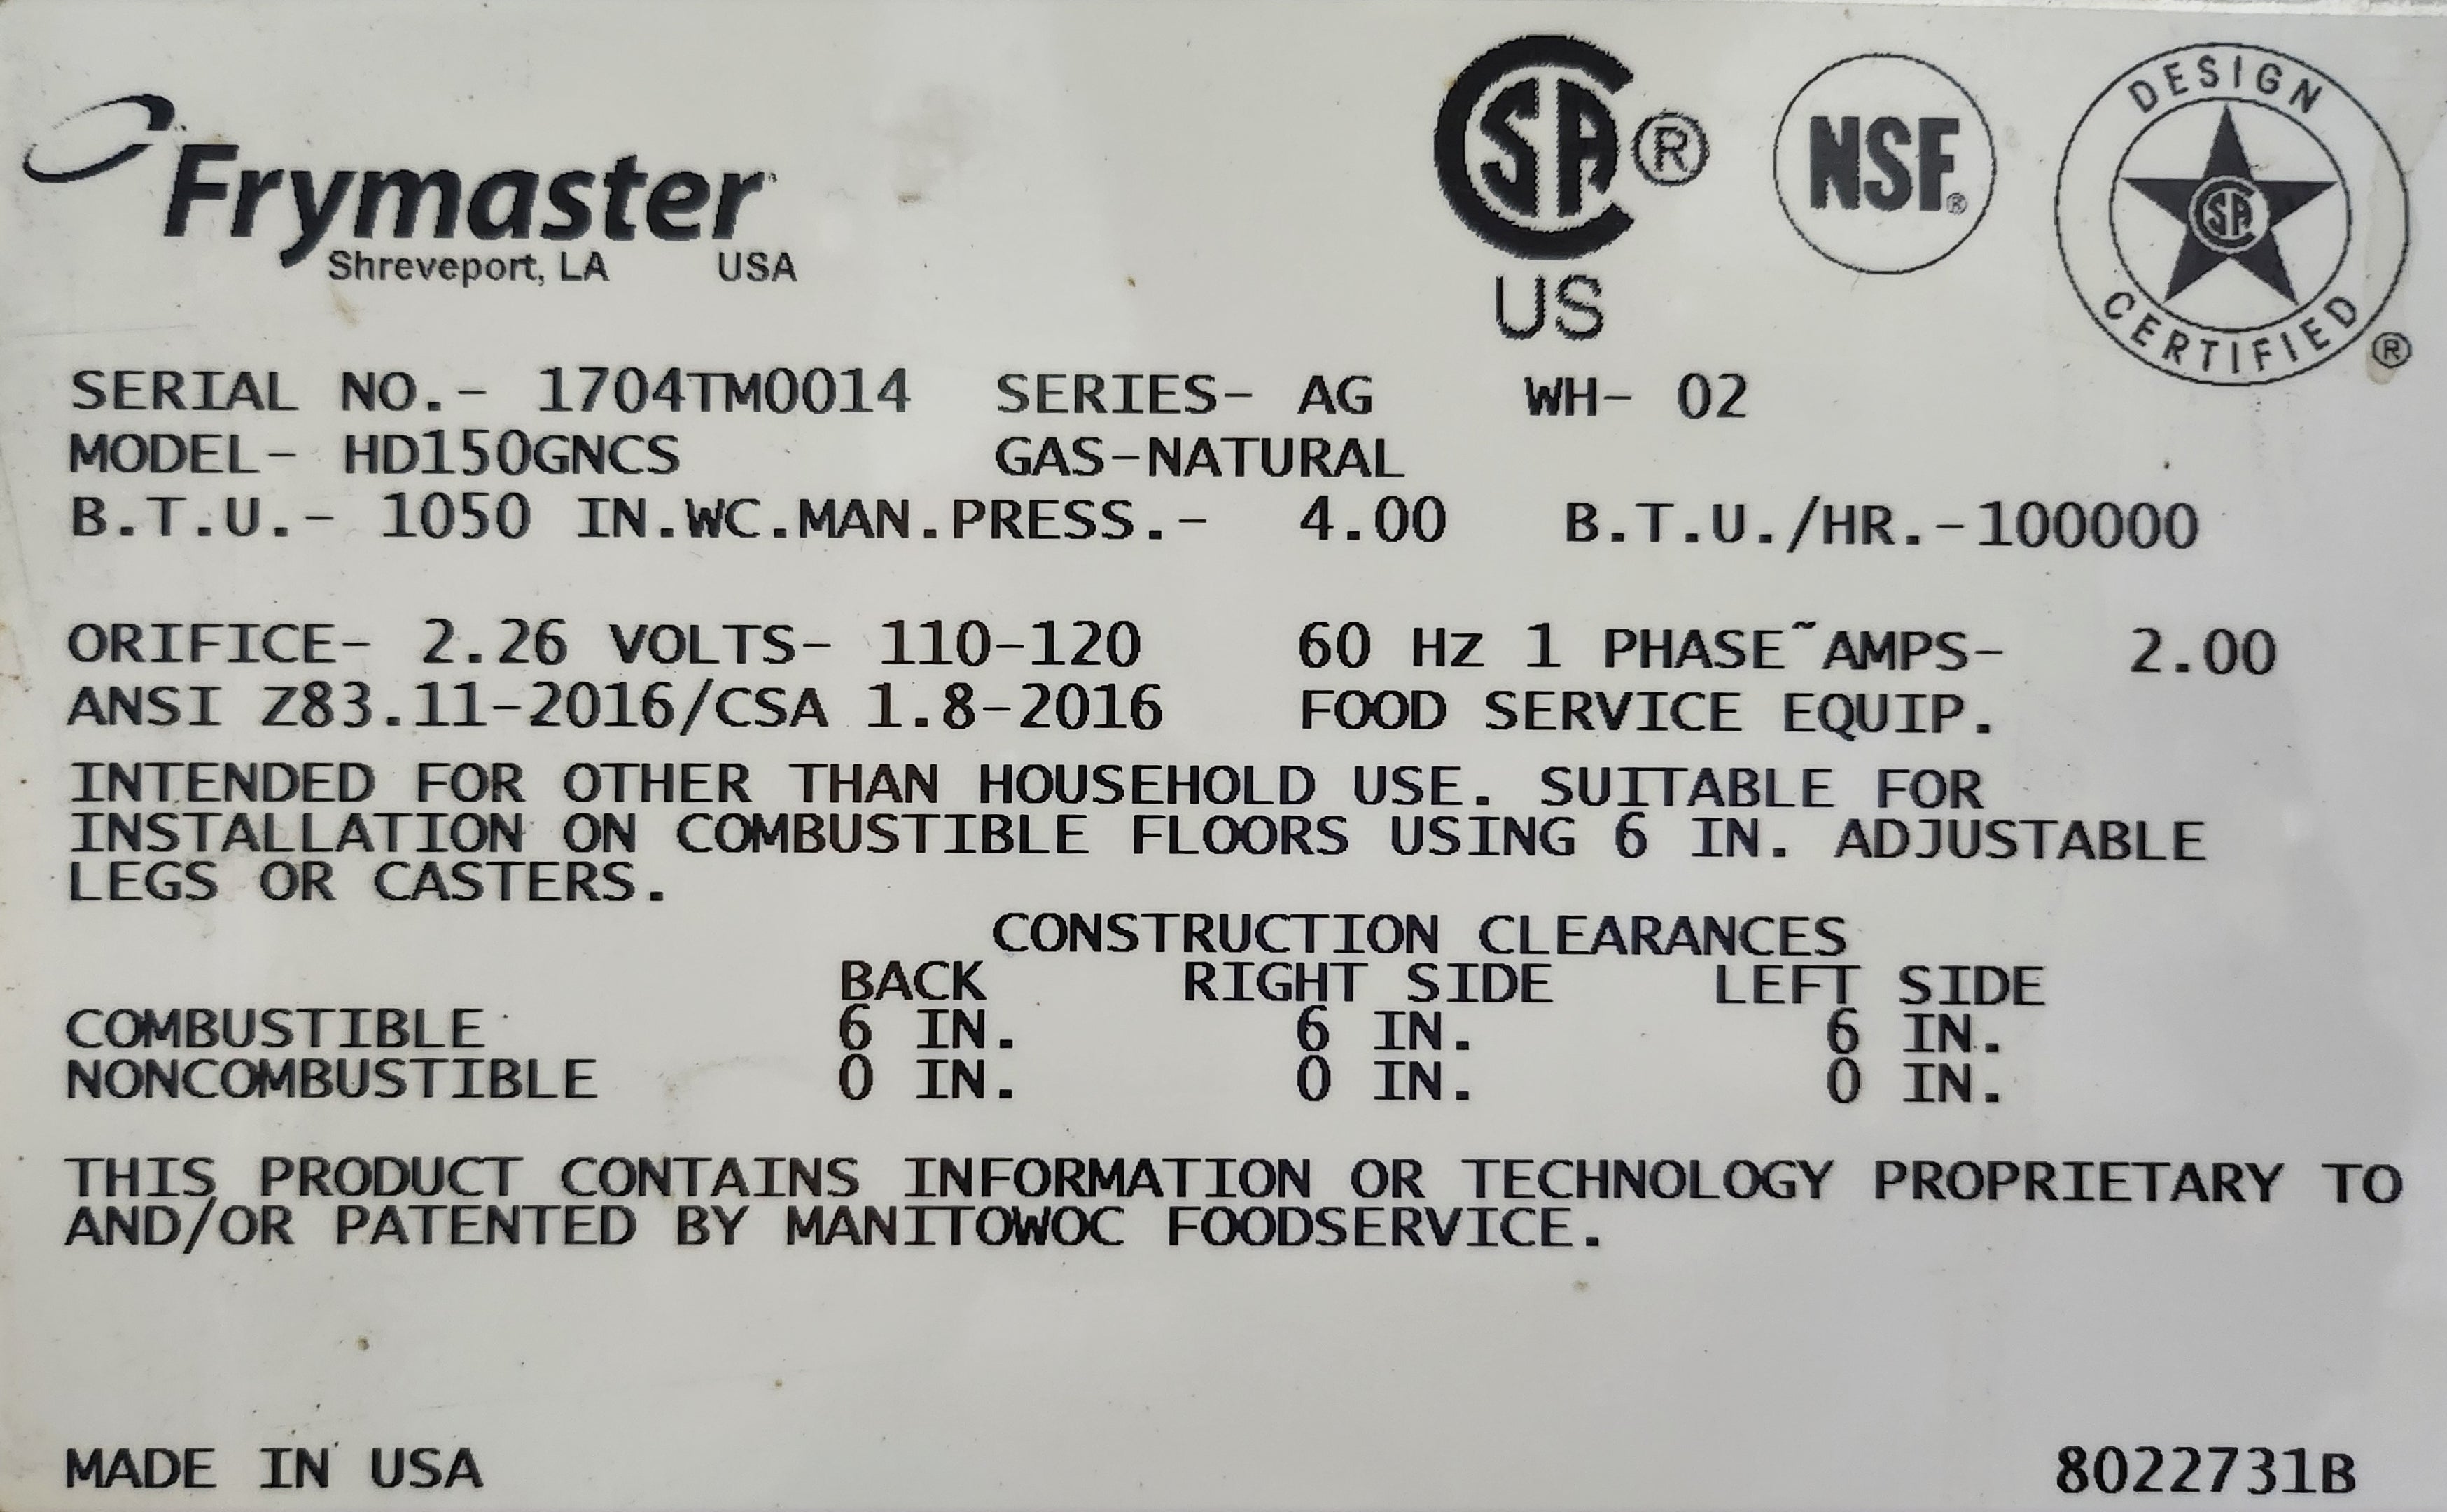 Frymaster
Shreveport, LA USA
CSA ®
US
NSF®
DESIGN CSA CERTIFIED ®
SERIAL NO.- 1704TM0014 SERIES- AG WH- 02
MODEL- HD150GNCS GAS-NATURAL
B.T.U.- 1050 IN.WC.MAN.PRESS.- 4.00 B.T.U./HR.-100000
ORIFICE- 2.26 VOLTS- 110-120 60 Hz 1 PHASE~AMPS- 2.00
ANSI Z83.11-2016/CSA 1.8-2016 FOOD SERVICE EQUIP.
INTENDED FOR OTHER THAN HOUSEHOLD USE. SUITABLE FOR
INSTALLATION ON COMBUSTIBLE FLOORS USING 6 IN. ADJUSTABLE
LEGS OR CASTERS.
CONSTRUCTION CLEARANCES
BACK RIGHT SIDE LEFT SIDE
COMBUSTIBLE 6 IN. 6 IN. 6 IN.
NONCOMBUSTIBLE 0 IN. 0 IN. 0 IN.
THIS PRODUCT CONTAINS INFORMATION OR TECHNOLOGY PROPRIETARY TO
AND/OR PATENTED BY MANITOWOC FOODSERVICE.
MADE IN USA 8022731B